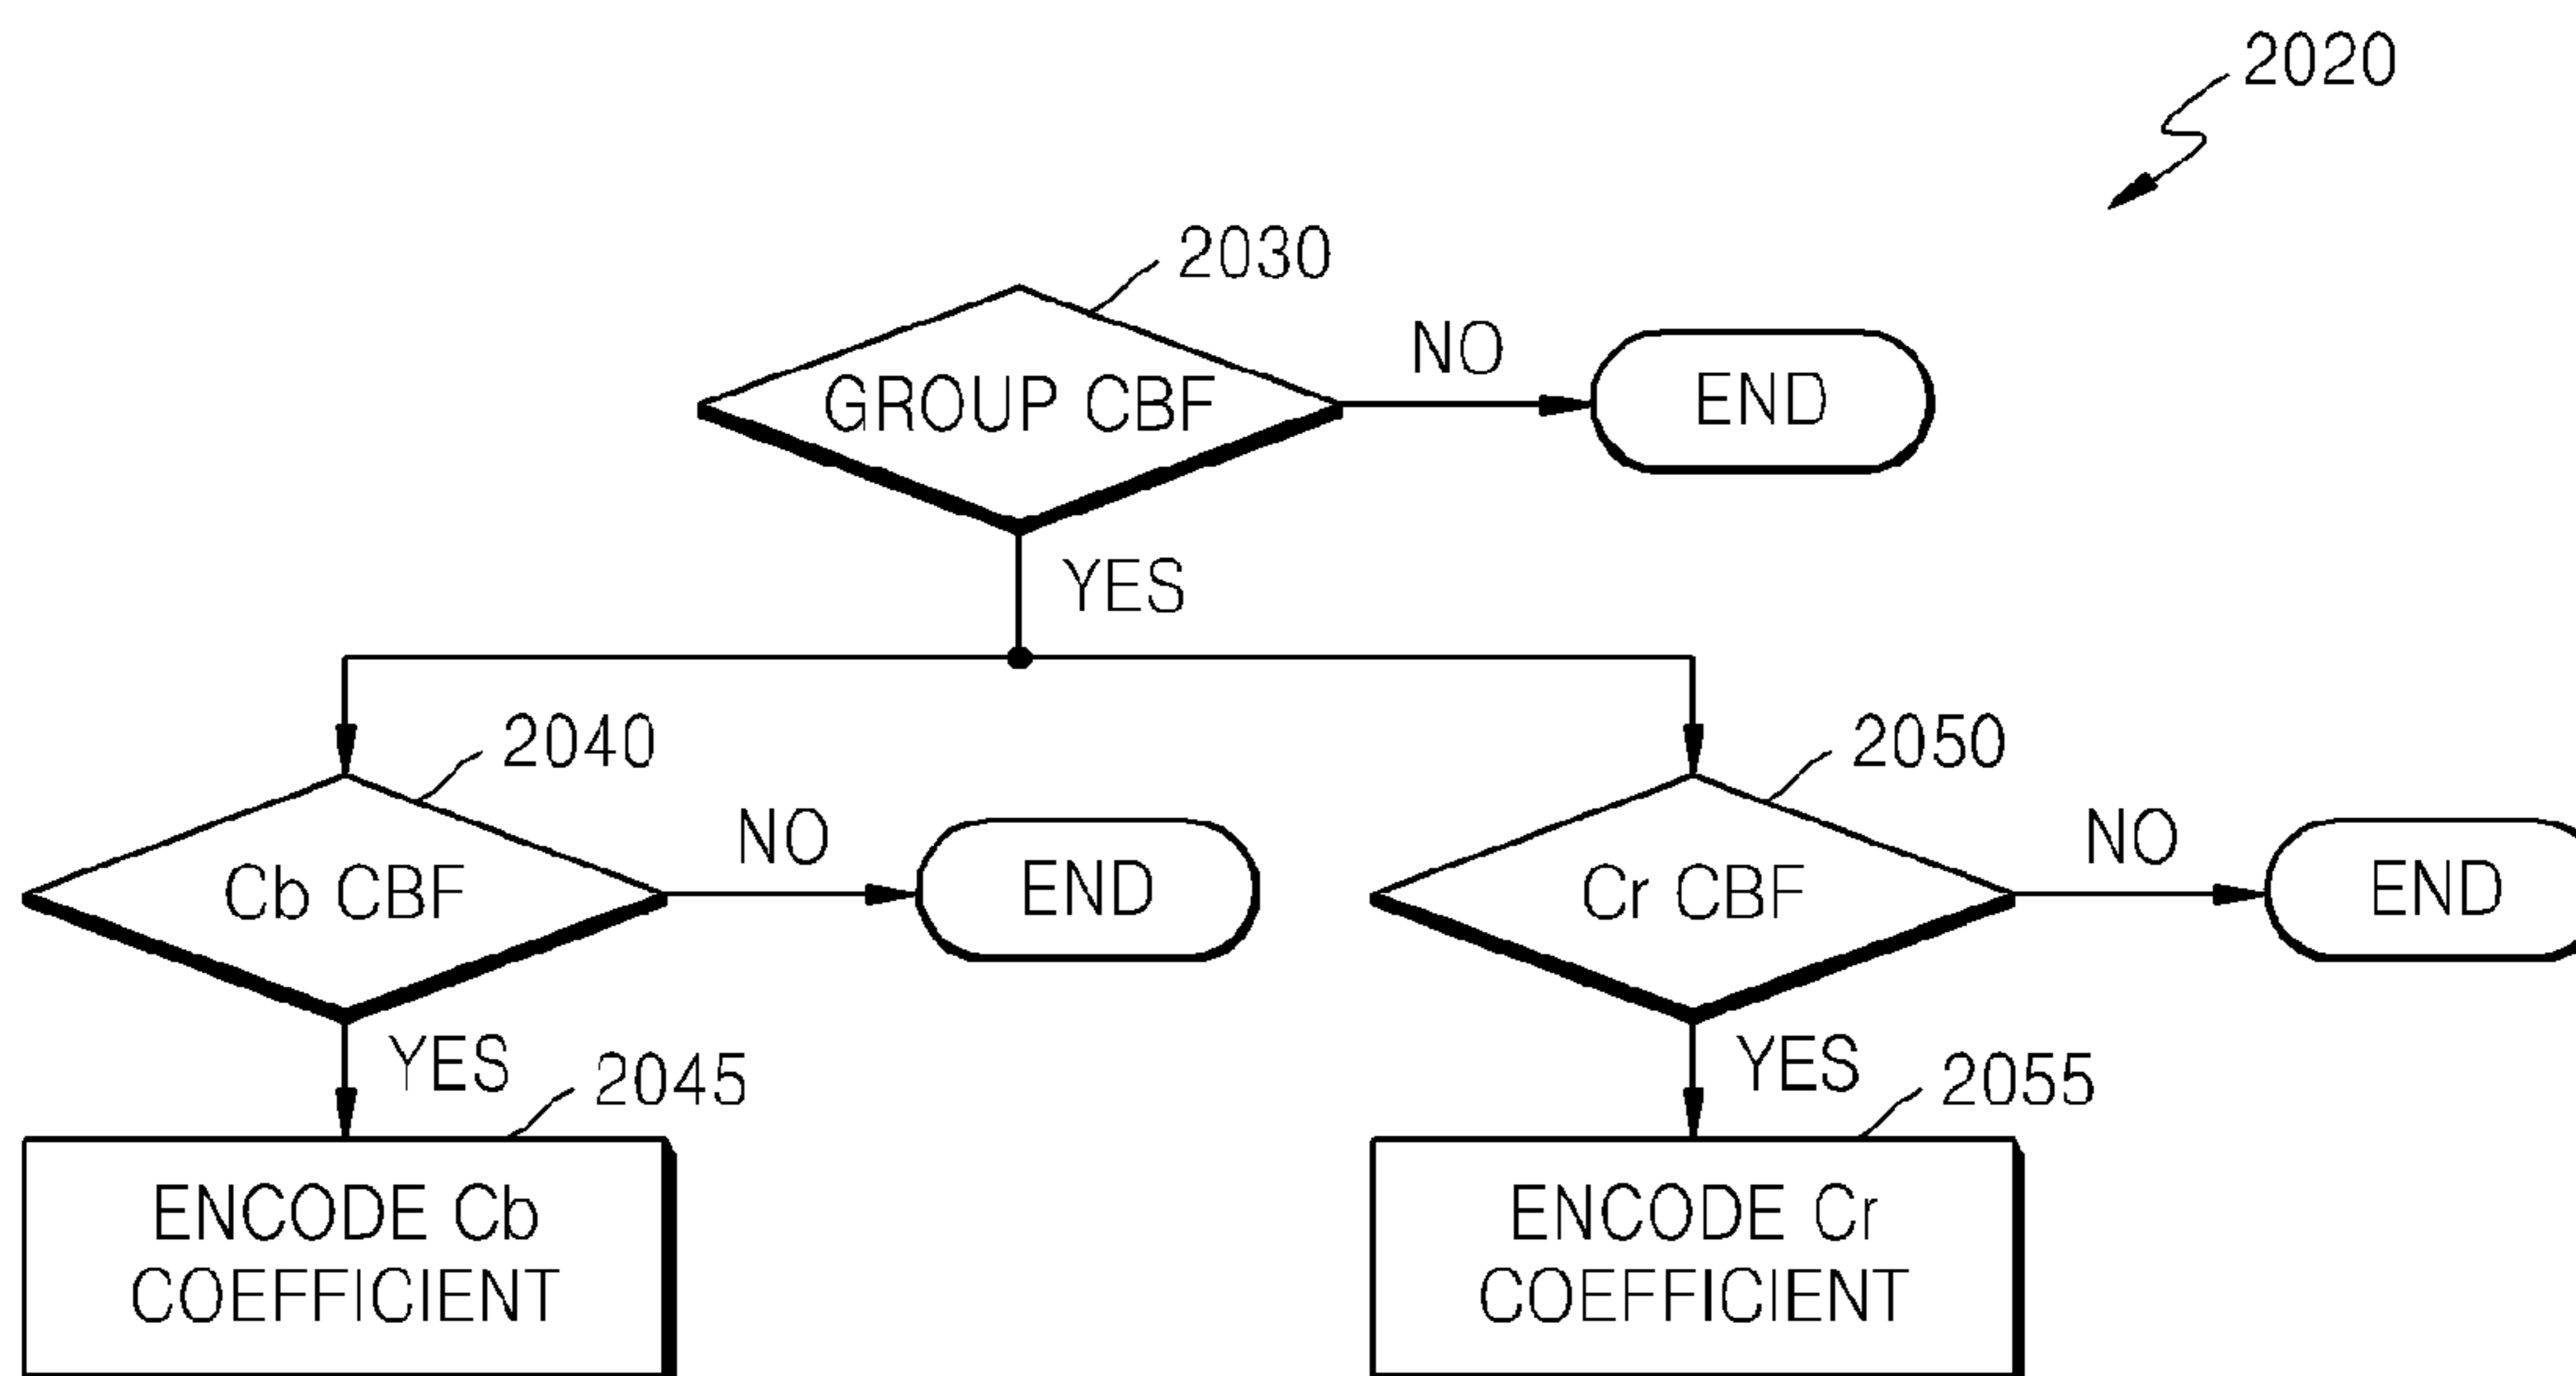 2020
2030
GROUP CBF
NO
END
YES
2040
2050
Cb CBF
NO
END
Cr CBF
NO
END
YES
2045
YES
2055
ENCODE Cb
COEFFICIENT
ENCODE Cr
COEFFICIENT